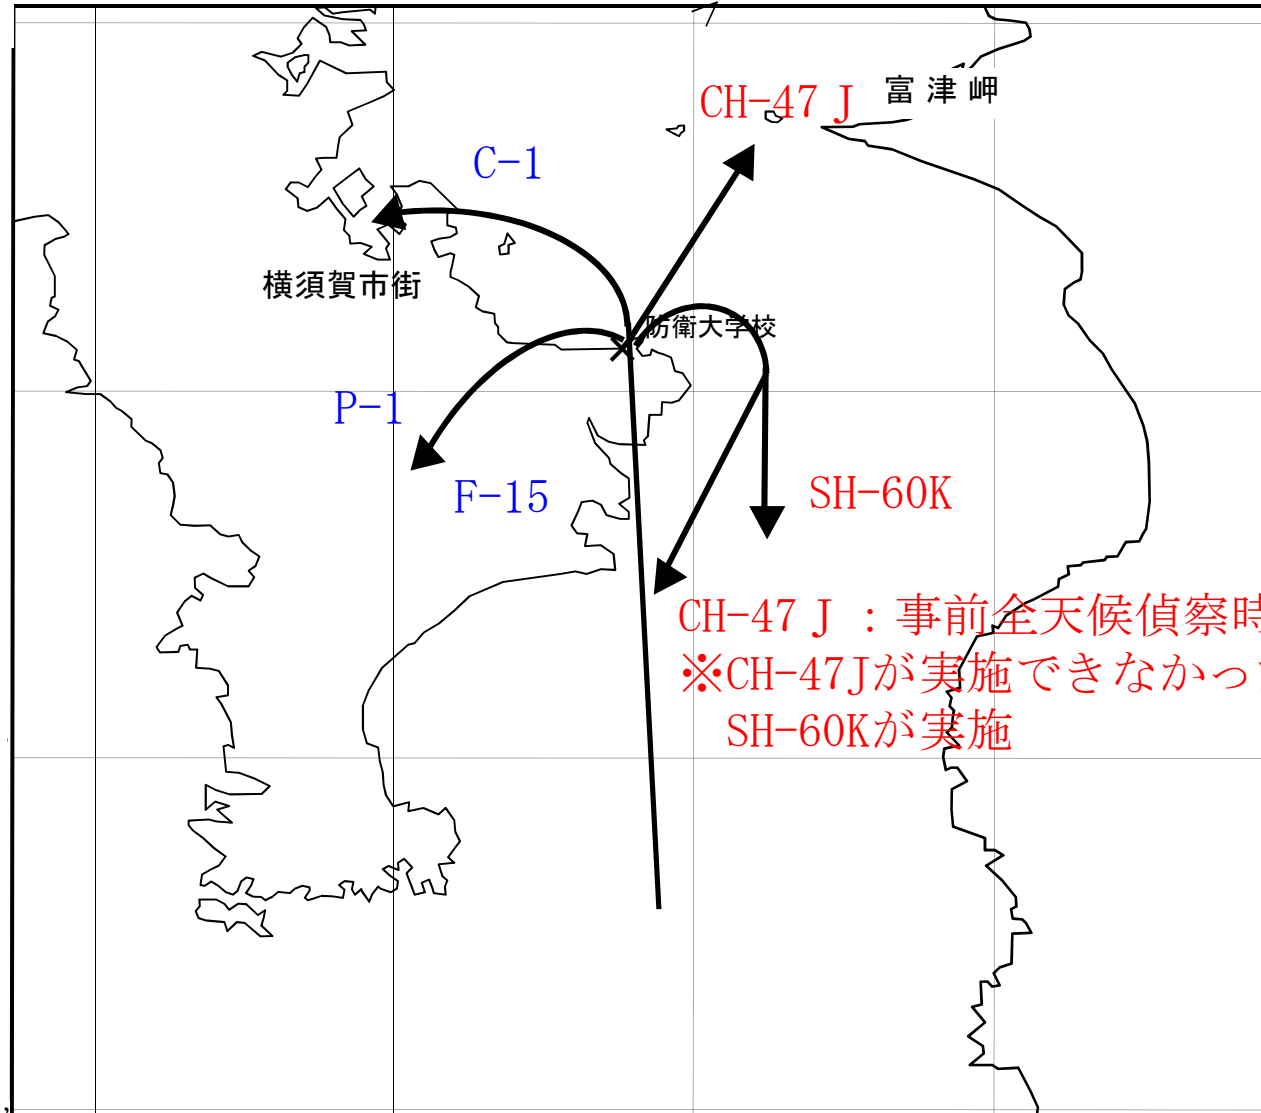 富津岬
CH-47Ｊ
C-1
横須賀市街
防衛大学校
P-1
F-15
SH-60K
CH-47Ｊ：事前全天候偵察時
※CH-47Jが実施できなかっ
SH-60Kが実施